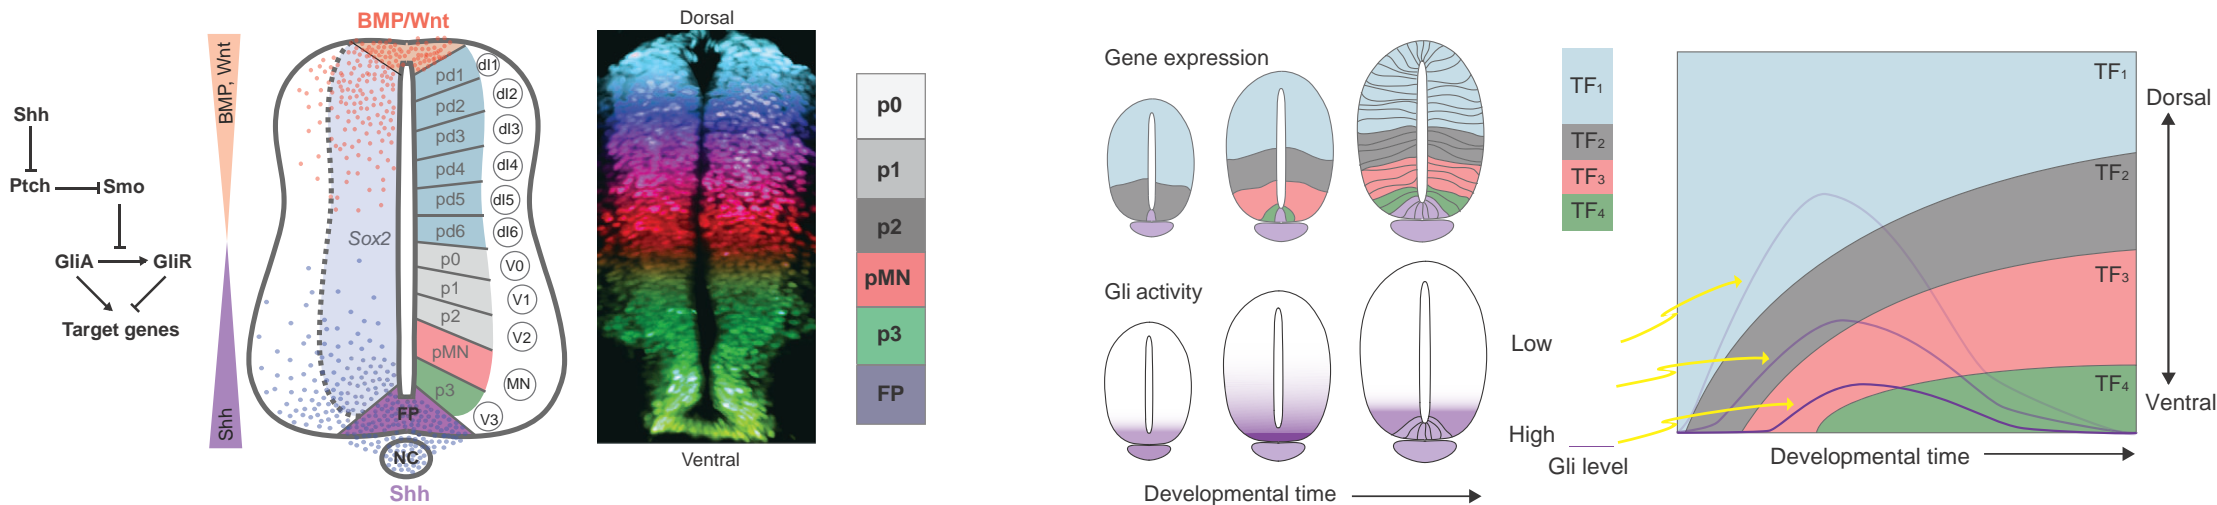 BMP/Wnt
BMP, Wnt
Shh
Shh
Ptch
Smo
GliA
GliR
Target genes
Sox2
pd1
pd2
pd3
pd4
pd5
pd6
p0
p1
p2
pMN
p3
FP
NC
Shh
dI1
dI2
dI3
dI4
dI5
dI6
V0
V1
V2
MN
V3
Dorsal
Ventral
p0
p1
p2
pMN
p3
FP
Gene expression
Gli activity
Developmental time
TF1
TF2
TF3
TF4
Low
High
Gli level
TF1
TF2
TF3
TF4
Dorsal
Ventral
Developmental time